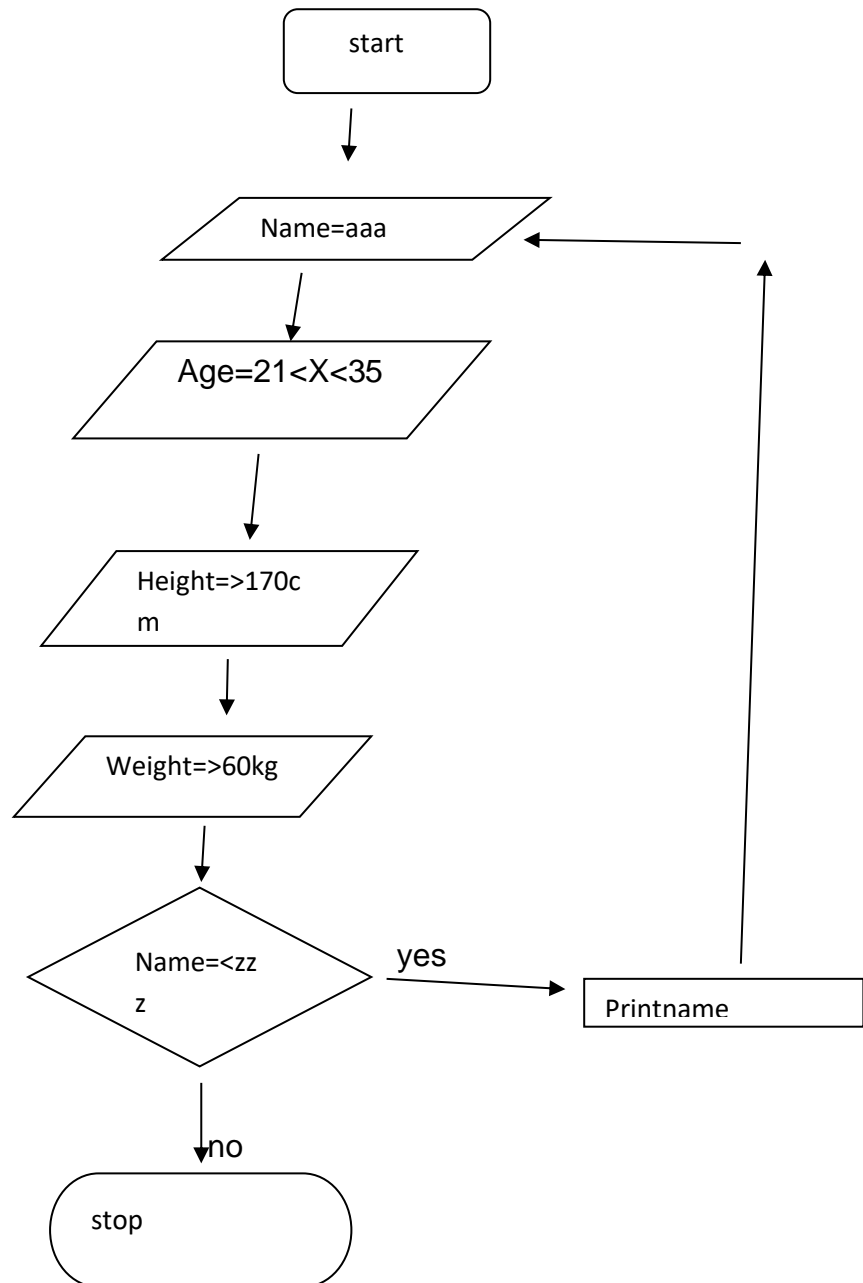 start
Name=aaa
Age=21<X<35
Height=>170c
m
Weight=>60kg
Name=<zz
z
yes
Printname
no
stop